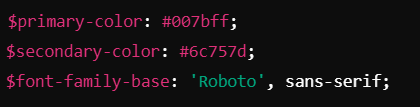 $primary-color: #007bff;
$secondary-color: #6c757d;
$font-family-base: 'Roboto', sans-serif;